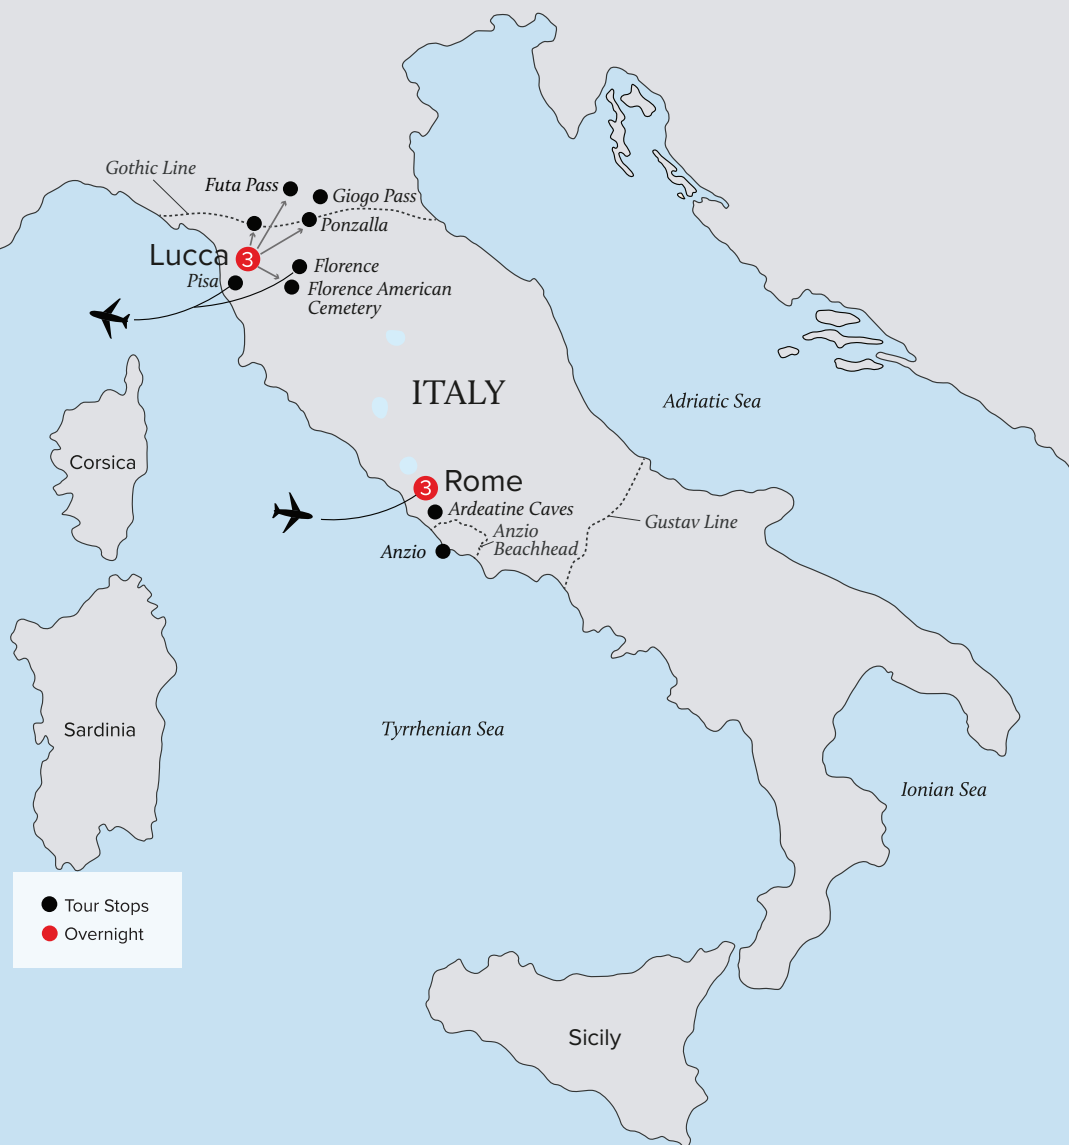 Gothic Line
Futa Pass
Giogo Pass
Ponzalla
Lucca
3
Pisa
Florence
Florence American
Cemetery
ITALY
Adriatic Sea
Corsica
3
Rome
Ardeatine Caves
Anzio
Beachhead
Anzio
Gustav Line
Sardinia
Tyrrhenian Sea
Ionian Sea
Tour Stops
Overnight
Sicily